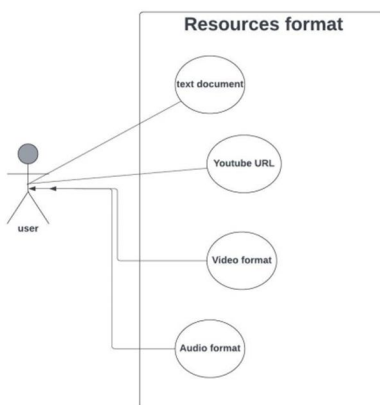 Resources format
text document
Youtube URL
user
Video format
Audio format